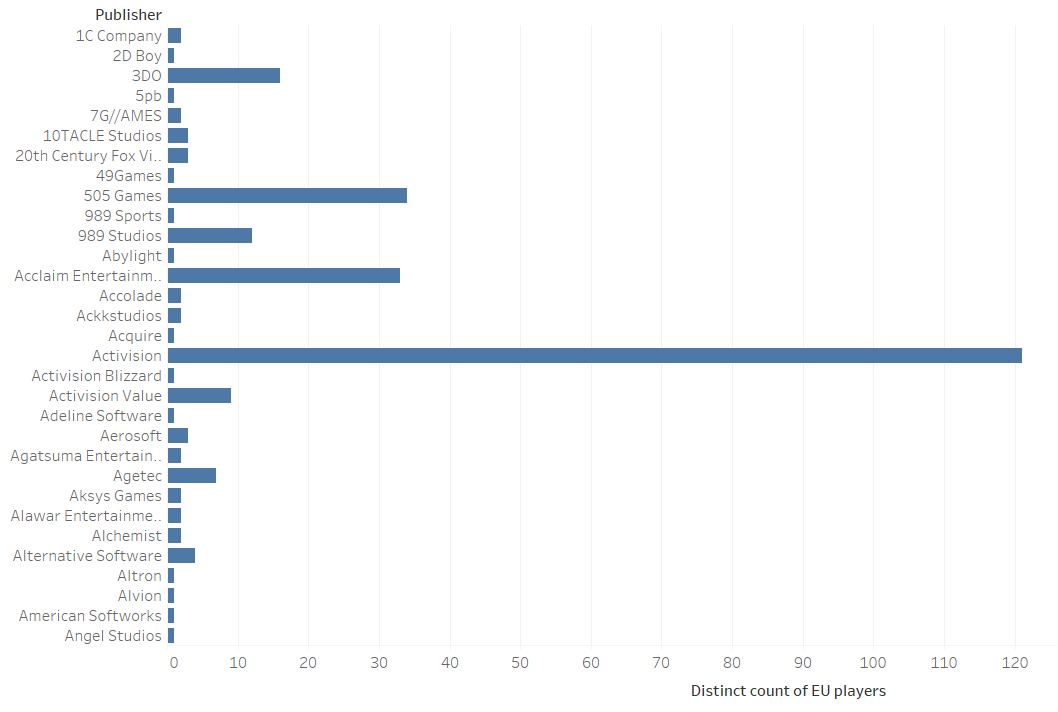 Publisher
1C Company
2D Boy
3DO
5pb
7G//AMES
10TACLE Studios
20th Century Fox Vi..
49Games
505 Games
989 Sports
989 Studios
Abylight
Acclaim Entertainm..
Accolade
Ackkstudios
Acquire
Activision
Activision Blizzard
Activision Value
Adeline Software
Aerosoft
Agatsuma Entertain..
Agetec
Aksys Games
Alawar Entertainme..
Alchemist
Alternative Software
Altron
Alvion
American Softworks
Angel Studios
0 10 20 30 40 50 60 70 80 90 100 110 120
Distinct count of EU players